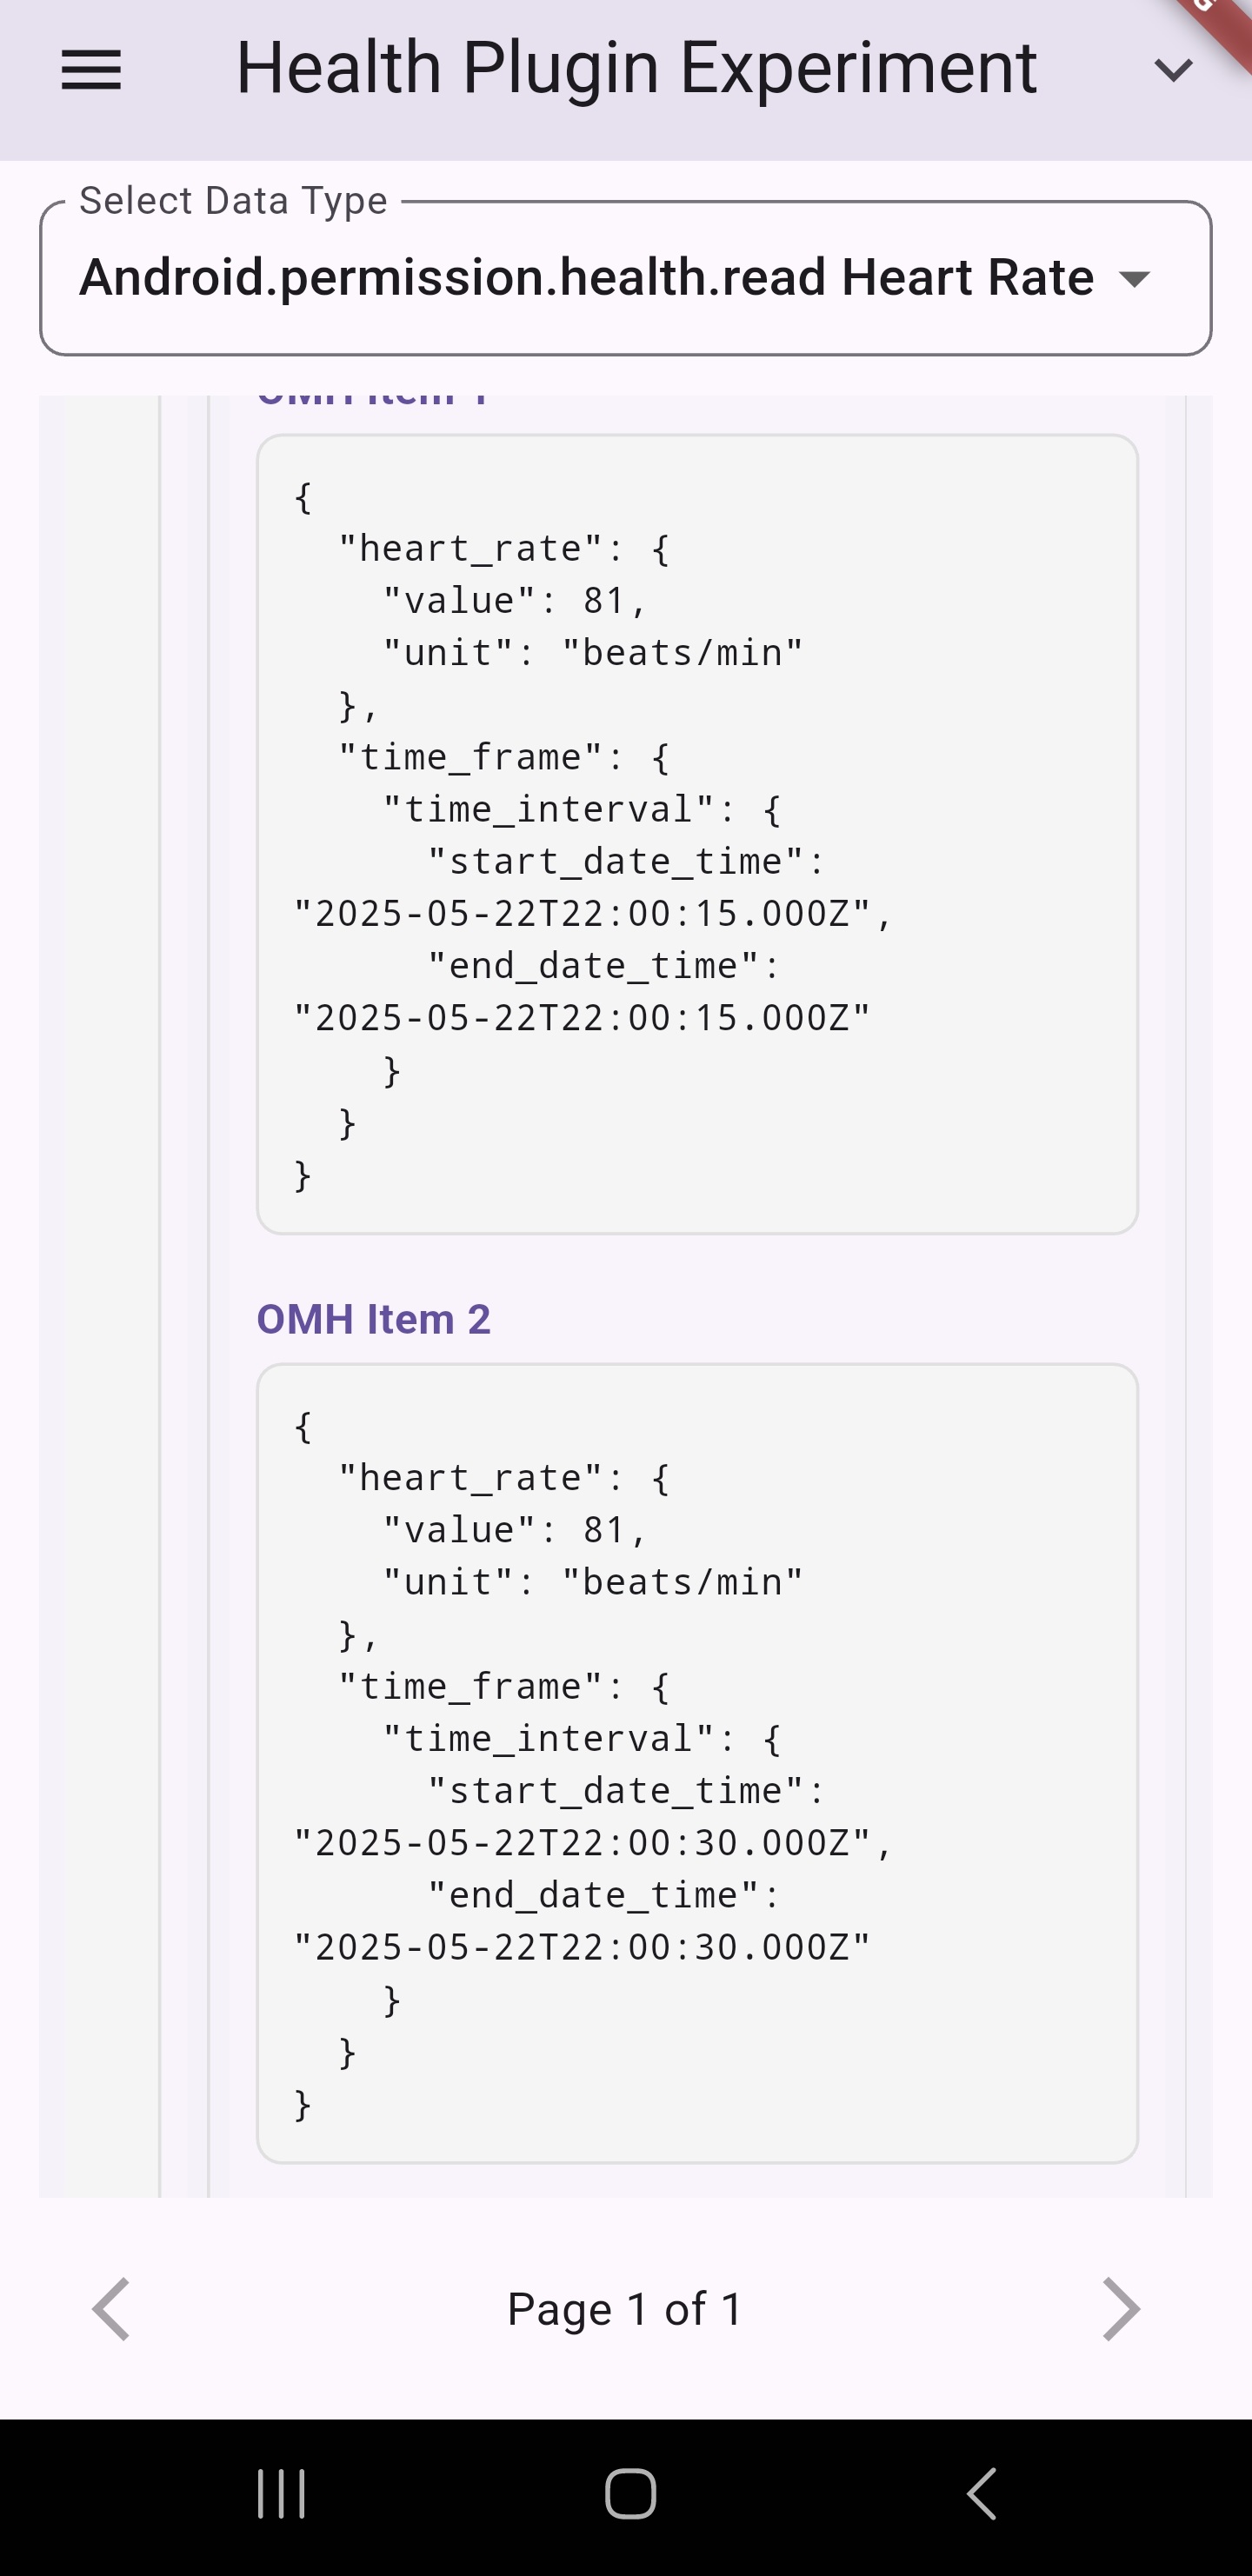 Health Plugin Experiment
Select Data Type
Android.permission.health.read Heart Rate
OMH Item 1
{
  "heart_rate": {
    "value": 81,
    "unit": "beats/min"
  },
  "time_frame": {
    "time_interval": {
      "start_date_time":
"2025-05-22T22:00:15.000Z",
      "end_date_time":
"2025-05-22T22:00:15.000Z"
    }
  }
}
OMH Item 2
{
  "heart_rate": {
    "value": 81,
    "unit": "beats/min"
  },
  "time_frame": {
    "time_interval": {
      "start_date_time":
"2025-05-22T22:00:30.000Z",
      "end_date_time":
"2025-05-22T22:00:30.000Z"
    }
  }
}
Page 1 of 1